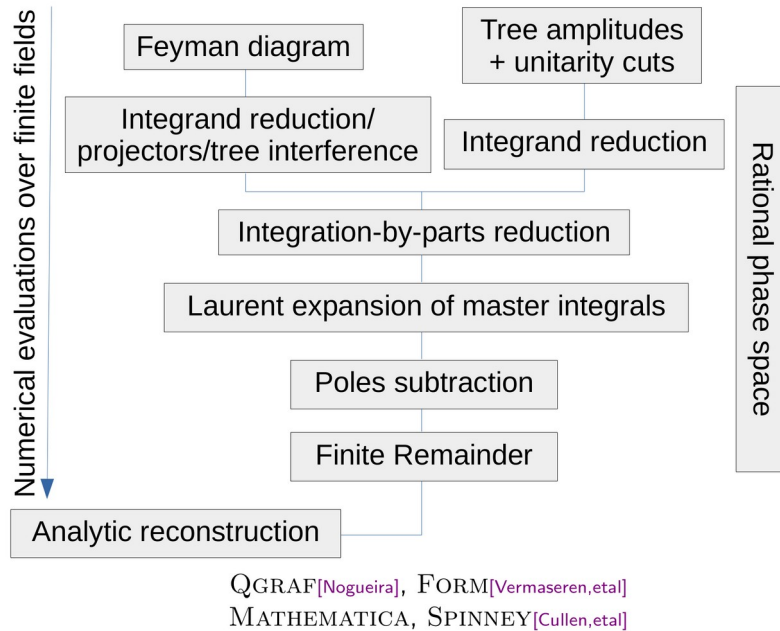 Numerical evaluations over finite fields
Feyman diagram
Tree amplitudes
+ unitarity cuts
Integrand reduction/
projectors/tree interference
Integrand reduction
Rational phase space
Integration-by-parts reduction
Laurent expansion of master integrals
Poles subtraction
Finite Remainder
Analytic reconstruction
QGRAF[Nogueira], FORM[Vermaseren,etal]
MATHEMATICA, SPINNEY[Cullen,etal]